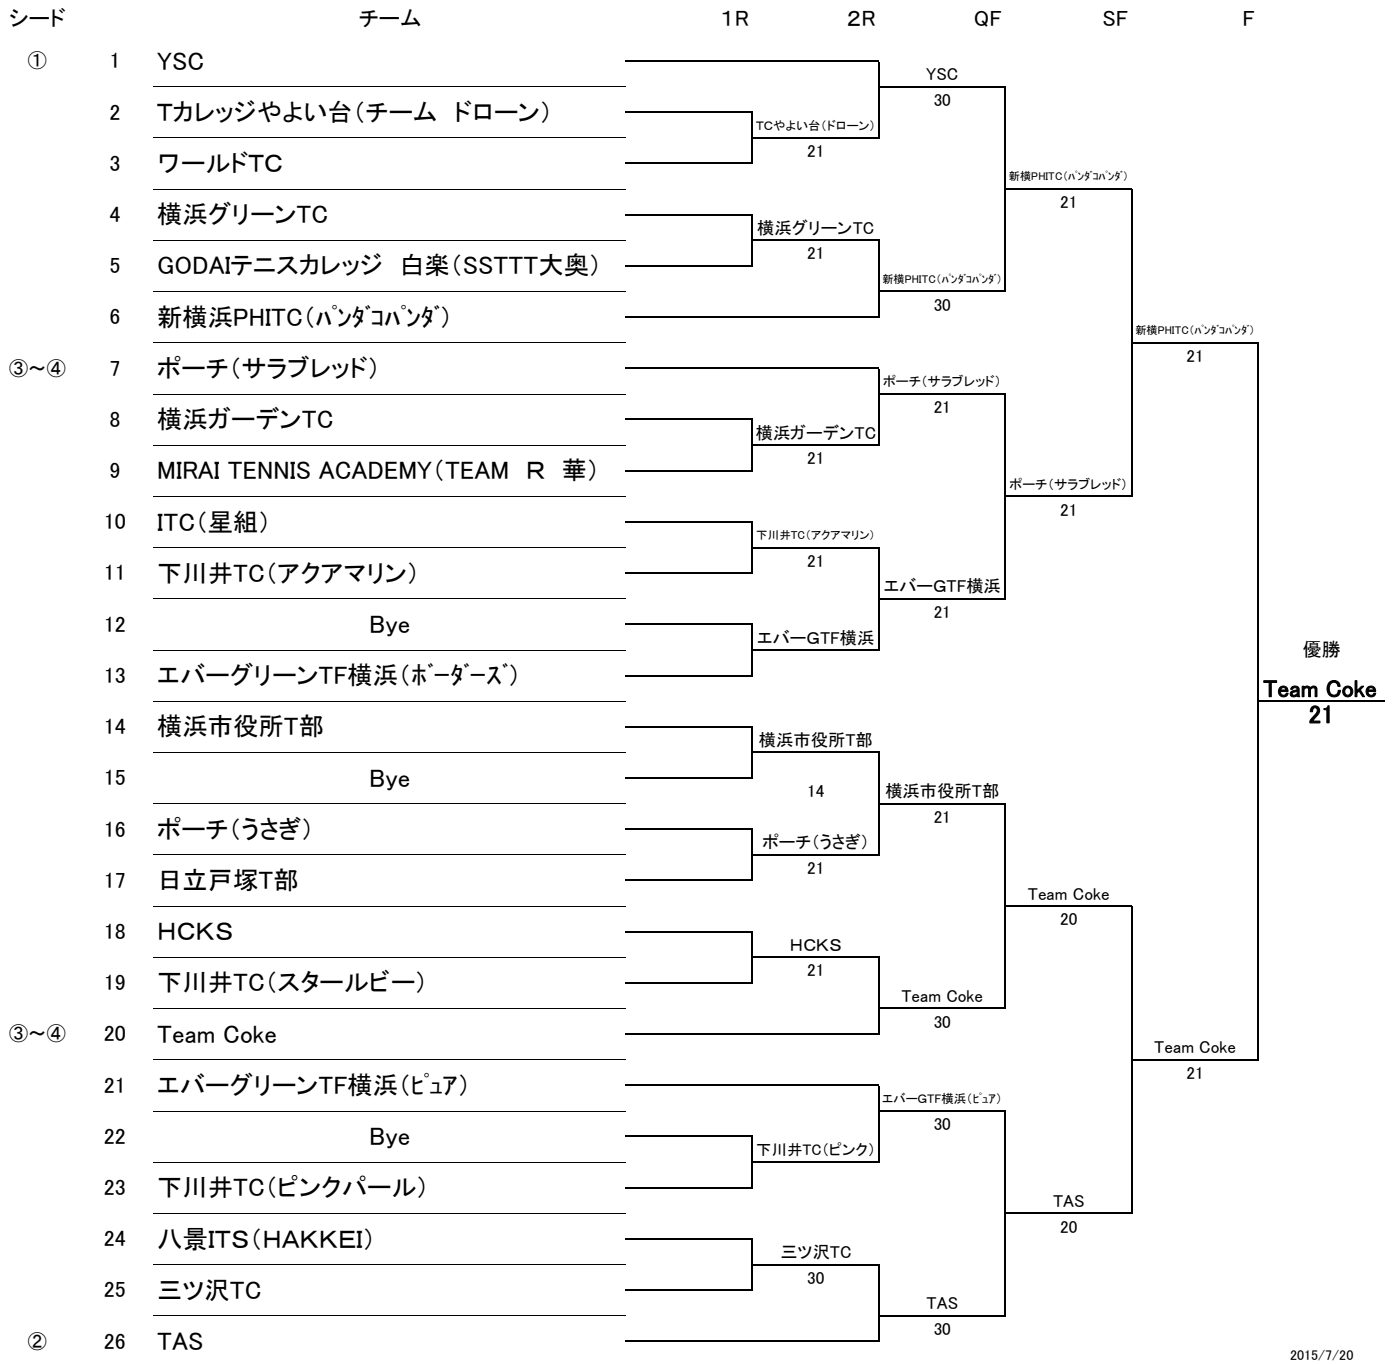 シード チーム 1R 2R QF SF F
① 1 YSC
YSC
30
2 Tカレッジやよい台（チーム　ドローン）
TCやよい台（ドローン）
21
3 ワールドTC
新横PHITC（ﾊﾟﾝﾀﾞｺﾊﾟﾝﾀﾞ）
21
4 横浜グリーンTC
横浜グリーンTC
21
5 GODAIテニスカレッジ　白楽（SSTTT大奥）
新横PHITC（ﾊﾟﾝﾀﾞｺﾊﾟﾝﾀﾞ）
30
6 新横浜PHITC（ﾊﾟﾝﾀﾞｺﾊﾟﾝﾀﾞ）
新横PHITC（ﾊﾟﾝﾀﾞｺﾊﾟﾝﾀﾞ）
21
③～④ 7 ポーチ（サラブレッド）
ポーチ（サラブレッド）
21
8 横浜ガーデンTC
横浜ガーデンTC
21
9 MIRAI TENNIS ACADEMY（TEAM　R　華）
ポーチ（サラブレッド）
21
10 ITC（星組）
下川井TC（アクアマリン）
21
11 下川井TC（アクアマリン）
エバーGTF横浜
21
12 Bye
エバーGTF横浜
13 エバーグリーンTF横浜（ﾎﾞｰﾀﾞｰｽﾞ）
優勝
Team Coke
21
14 横浜市役所T部
横浜市役所T部
15 Bye
14
横浜市役所T部
21
16 ポーチ（うさぎ）
ポーチ（うさぎ）
21
17 日立戸塚T部
Team Coke
20
18 HCKS
HCKS
21
19 下川井TC（スタールビー）
Team Coke
30
③～④ 20 Team Coke
Team Coke
21
21 エバーグリーンTF横浜（ﾋﾟｭｱ）
エバーGTF横浜（ﾋﾟｭｱ）
30
22 Bye
下川井TC（ピンク）
23 下川井TC（ピンクパール）
TAS
20
24 八景ITS（HAKKEI）
三ツ沢TC
30
25 三ツ沢TC
TAS
30
② 26 TAS
2015/7/20